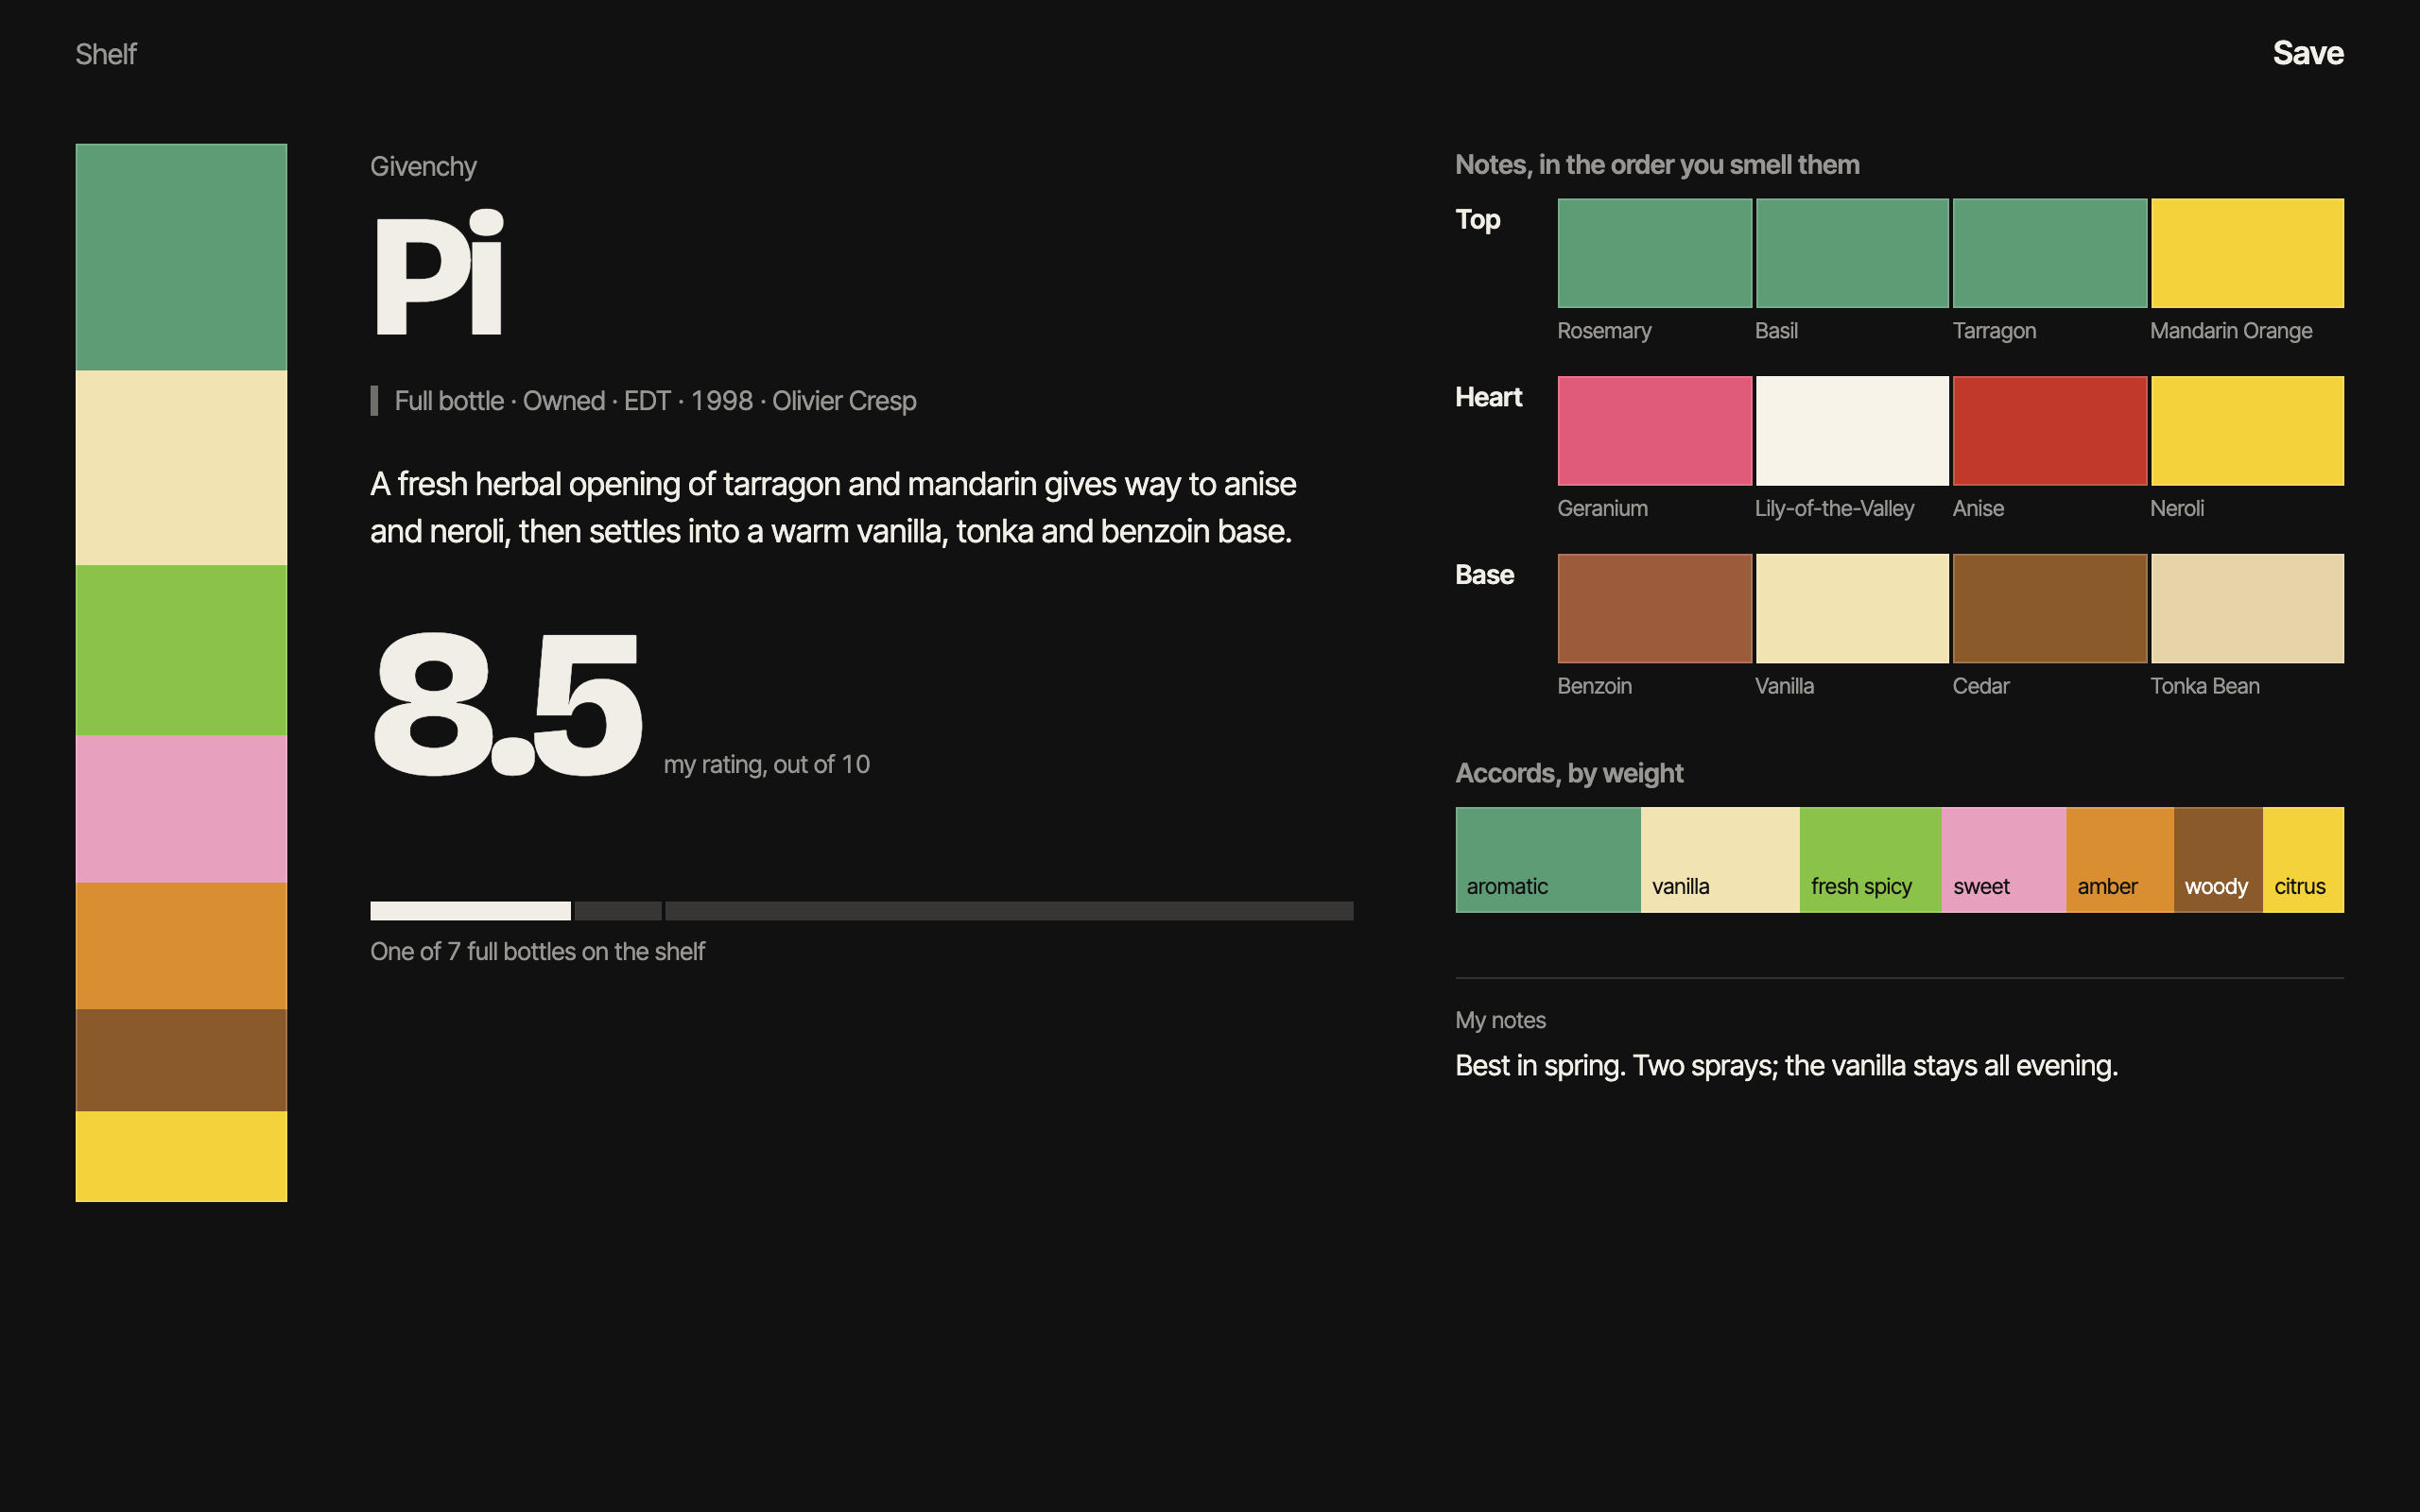 Shelf
Save
Givenchy
Pi
Full bottle · Owned · EDT · 1998 · Olivier Cresp
A fresh herbal opening of tarragon and mandarin gives way to anise
and neroli, then settles into a warm vanilla, tonka and benzoin base.
8.5
my rating, out of 10
One of 7 full bottles on the shelf
Notes, in the order you smell them
Top
Rosemary
Basil
Tarragon
Mandarin Orange
Heart
Geranium
Lily-of-the-Valley
Anise
Neroli
Base
Benzoin
Vanilla
Cedar
Tonka Bean
Accords, by weight
aromatic
vanilla
fresh spicy
sweet
amber
woody
citrus
My notes
Best in spring. Two sprays; the vanilla stays all evening.